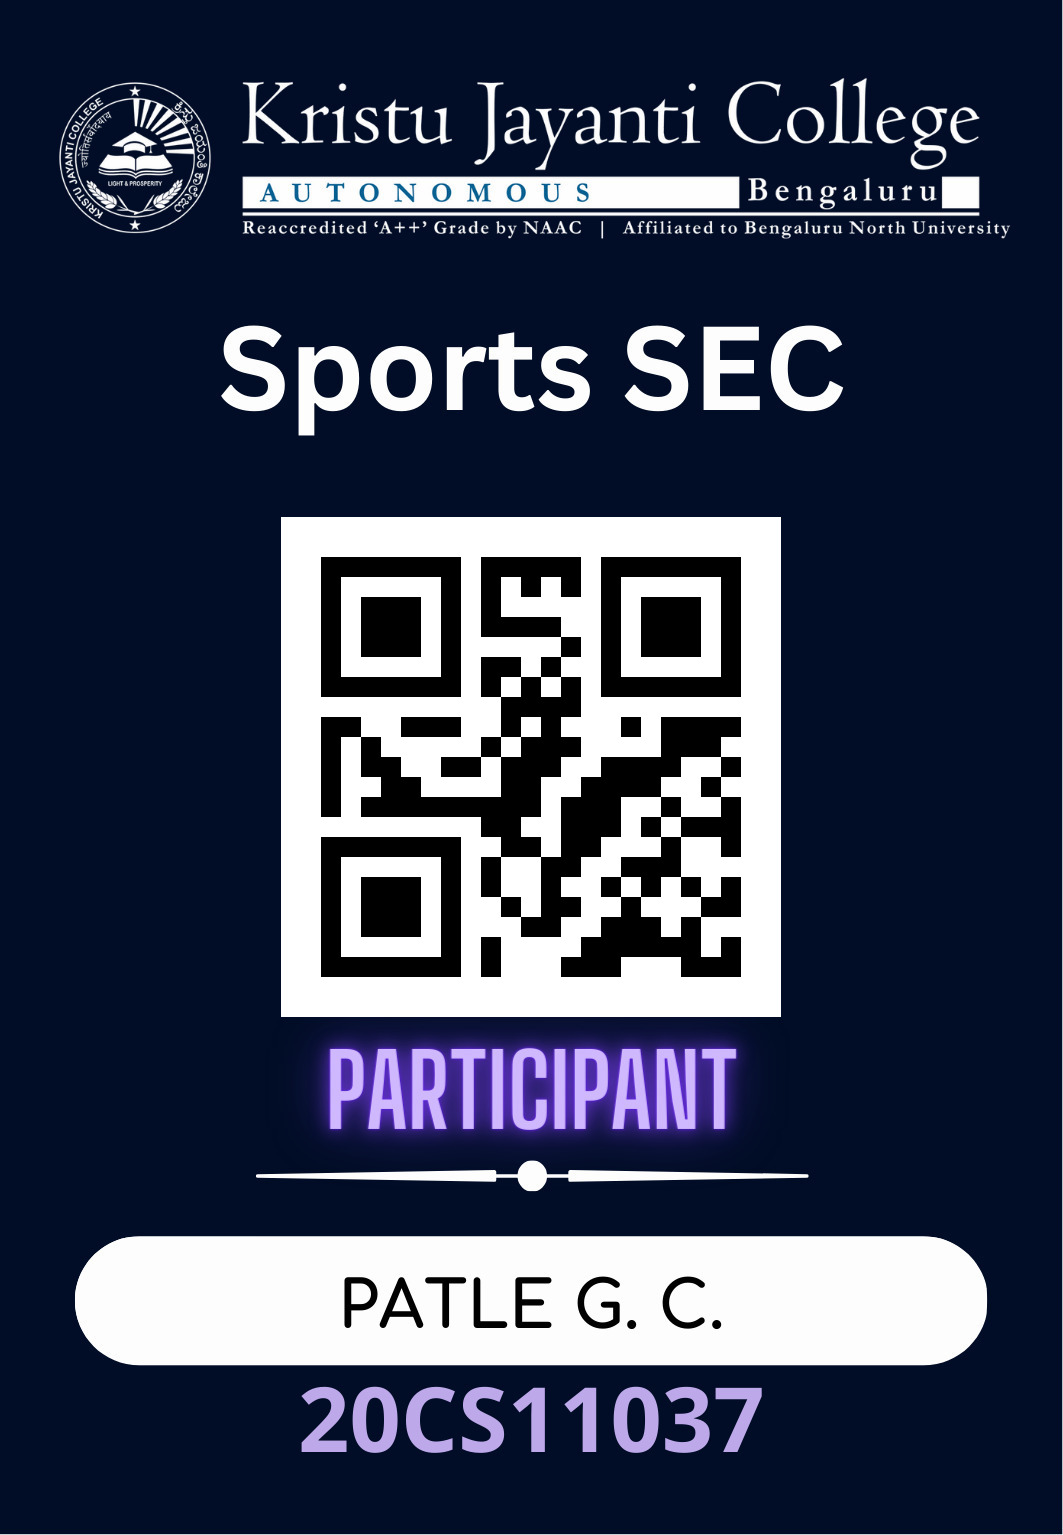 Kristu Jayanti College
AUTONOMOUS Bengaluru
Reaccredited ‘A++’ Grade by NAAC | Affiliated to Bengaluru North University
KRISTU JAYANTI COLLEGE
LIGHT & PROSPERITY
Sports SEC
PARTICIPANT
PATLE G. C.
20CS11037